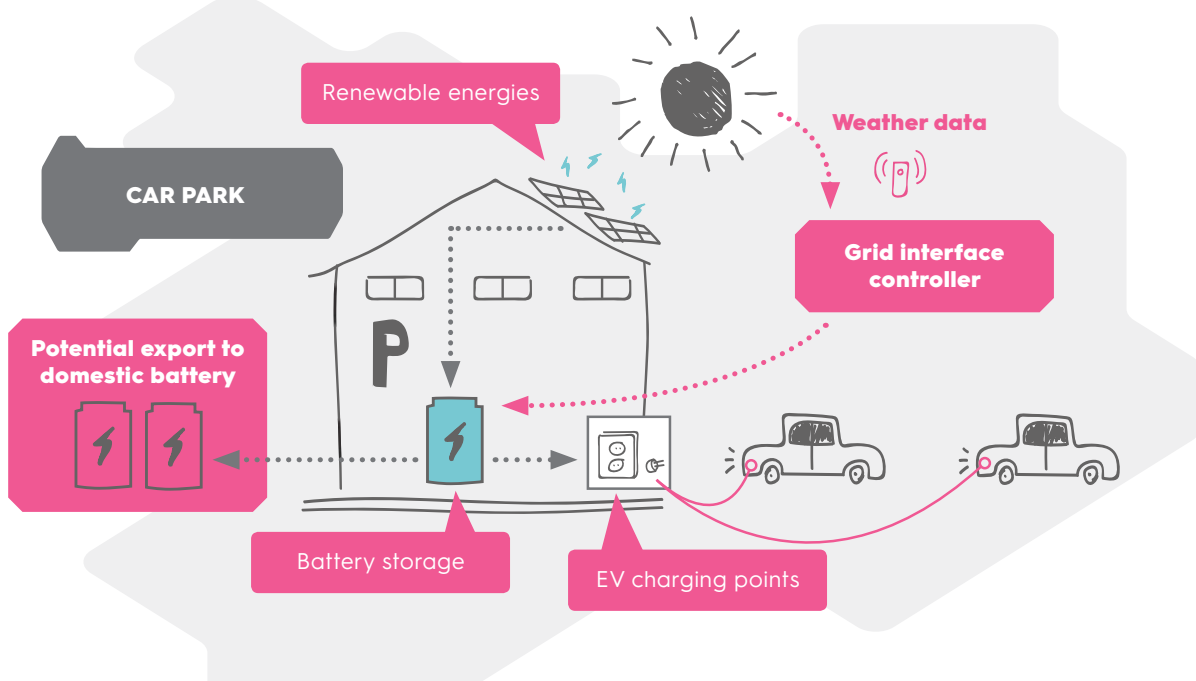 Renewable energies
Weather data
CAR PARK
Grid interface
controller
P
Potential export to
domestic battery
Battery storage
EV charging points